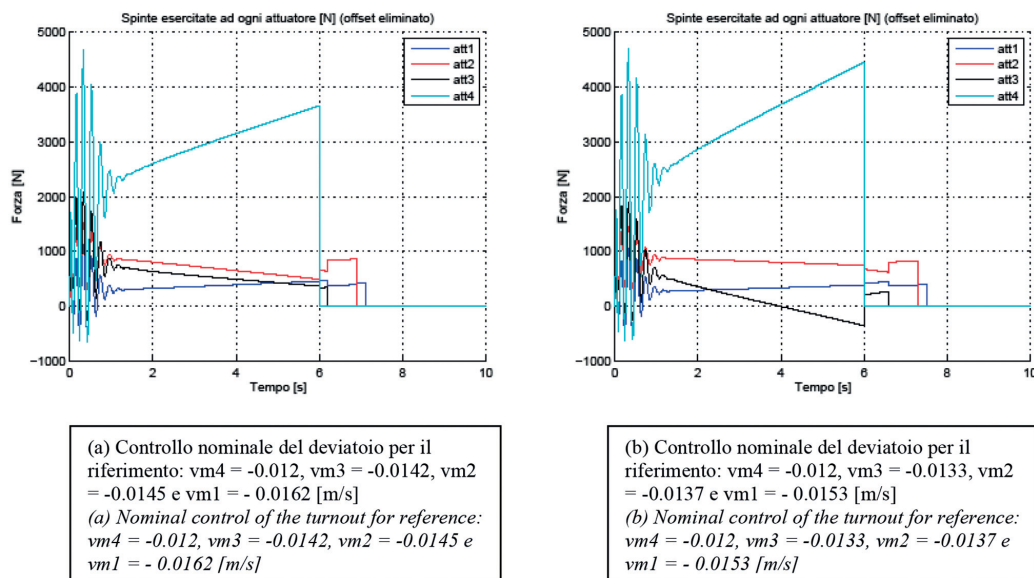 Spinte esercitate ad ogni attuatore [N] (offset eliminato)
5000
4000
3000
2000
1000
0
−1000
0
2
4
6
8
10
Forza [N]
Tempo [s]
att1
att2
att3
att4
(a) Controllo nominale del deviatoio per il
riferimento: vm4 = -0.012, vm3 = -0.0142, vm2
= -0.0145 e vm1 = - 0.0162 [m/s]
(a) Nominal control of the turnout for reference:
vm4 = -0.012, vm3 = -0.0142, vm2 = -0.0145 e
vm1 = - 0.0162 [m/s]
Spinte esercitate ad ogni attuatore [N] (offset eliminato)
5000
4000
3000
2000
1000
0
−1000
0
2
4
6
8
10
Forza [N]
Tempo [s]
att1
att2
att3
att4
(b) Controllo nominale del deviatoio per il
riferimento: vm4 = -0.012, vm3 = -0.0133, vm2
= -0.0137 e vm1 = - 0.0153 [m/s]
(b) Nominal control of the turnout for reference:
vm4 = -0.012, vm3 = -0.0133, vm2 = -0.0137 e
vm1 = - 0.0153 [m/s]